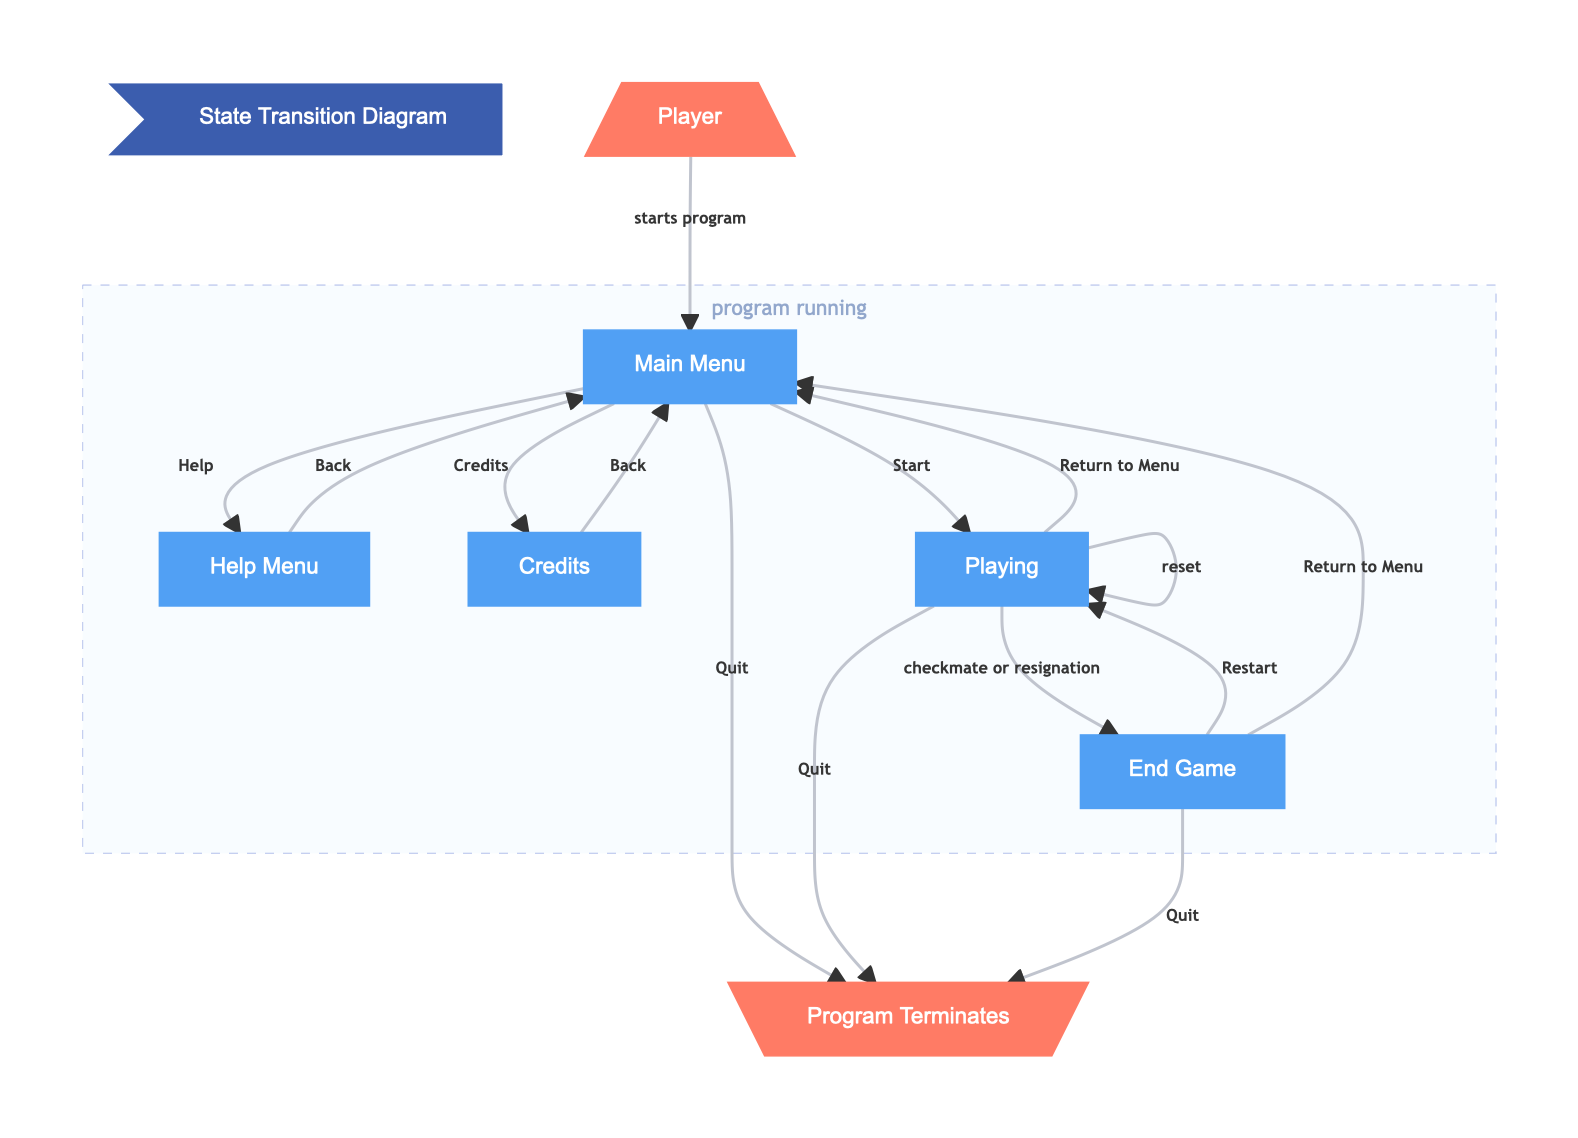 State Transition Diagram
Player
starts program
program running
Main Menu
Help
Back
Credits
Back
Start
Return to Menu
Help Menu
Credits
Playing
reset
Return to Menu
Quit
checkmate or resignation
Restart
Quit
End Game
Quit
Program Terminates